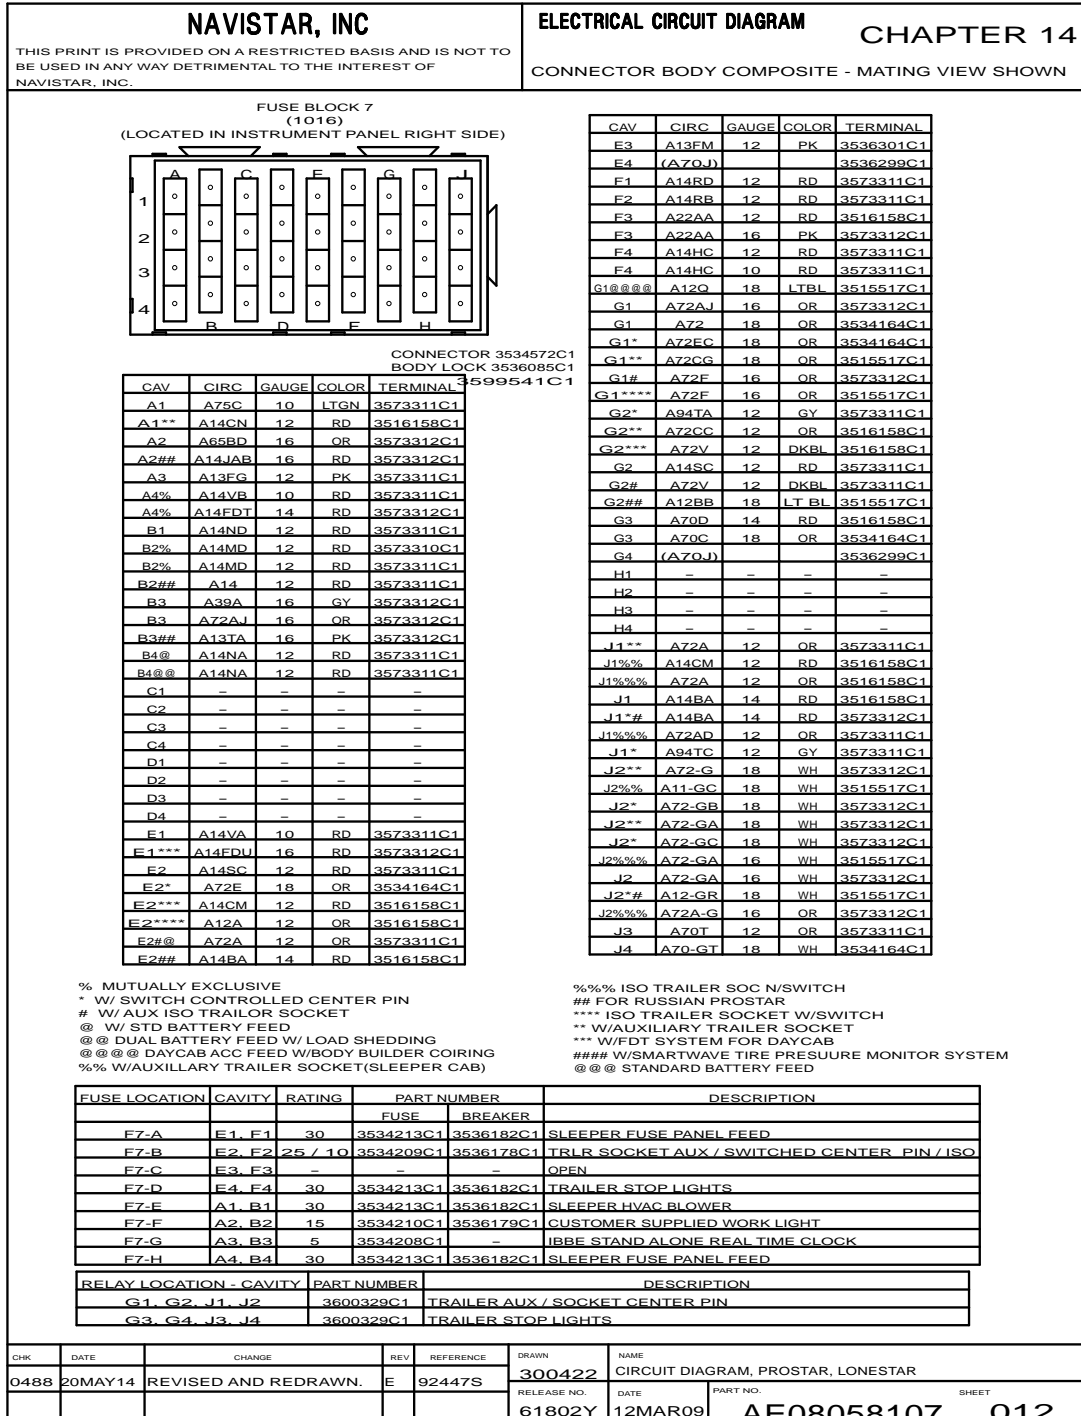 NAVISTAR, INC
THIS PRINT IS PROVIDED ON A RESTRICTED BASIS AND IS NOT TO
BE USED IN ANY WAY DETRIMENTAL TO THE INTEREST OF
NAVISTAR, INC.
ELECTRICAL CIRCUIT DIAGRAM
CHAPTER 14
CONNECTOR BODY COMPOSITE - MATING VIEW SHOWN
FUSE BLOCK 7
(1016)
(LOCATED IN INSTRUMENT PANEL RIGHT SIDE)
A C E G J
1
2
3
4
B D F H
CONNECTOR 3534572C1
BODY LOCK 3536085C1
3599541C1
CAV CIRC GAUGE COLOR TERMINAL
A1 A75C 10 LTGN 3573311C1
A1** A14CN 12 RD 3516158C1
A2 A65BD 16 OR 3573312C1
A2## A14JAB 16 RD 3573312C1
A3 A13FG 12 PK 3573311C1
A4% A14VB 10 RD 3573311C1
A4% A14FDT 14 RD 3573312C1
B1 A14ND 12 RD 3573311C1
B2% A14MD 12 RD 3573310C1
B2% A14MD 12 RD 3573311C1
B2## A14 12 RD 3573311C1
B3 A39A 16 GY 3573312C1
B3 A72AJ 16 OR 3573312C1
B3## A13TA 16 PK 3573312C1
B4@ A14NA 12 RD 3573311C1
B4@@ A14NA 12 RD 3573311C1
C1 – – – –
C2 – – – –
C3 – – – –
C4 – – – –
D1 – – – –
D2 – – – –
D3 – – – –
D4 – – – –
E1 A14VA 10 RD 3573311C1
E1*** A14FDU 16 RD 3573312C1
E2 A14SC 12 RD 3573311C1
E2* A72E 18 OR 3534164C1
E2*** A14CM 12 RD 3516158C1
E2**** A12A 12 OR 3516158C1
E2#@ A72A 12 OR 3573311C1
E2## A14BA 14 RD 3516158C1
CAV CIRC GAUGE COLOR TERMINAL
E3 A13FM 12 PK 3536301C1
E4 (A70J) 3536299C1
F1 A14RD 12 RD 3573311C1
F2 A14RB 12 RD 3573311C1
F3 A22AA 12 RD 3516158C1
F3 A22AA 16 PK 3573312C1
F4 A14HC 12 RD 3573311C1
F4 A14HC 10 RD 3573311C1
G1@@@@ A12Q 18 LTBL 3515517C1
G1 A72AJ 16 OR 3573312C1
G1 A72 18 OR 3534164C1
G1* A72EC 18 OR 3534164C1
G1** A72CG 18 OR 3515517C1
G1# A72F 16 OR 3573312C1
G1**** A72F 16 OR 3515517C1
G2* A94TA 12 GY 3573311C1
G2** A72CC 12 OR 3516158C1
G2*** A72V 12 DKBL 3516158C1
G2 A14SC 12 RD 3573311C1
G2# A72V 12 DKBL 3573311C1
G2## A12BB 18 LT BL 3515517C1
G3 A70D 14 RD 3516158C1
G3 A70C 18 OR 3534164C1
G4 (A70J) 3536299C1
H1 – – – –
H2 – – – –
H3 – – – –
H4 – – – –
J1** A72A 12 OR 3573311C1
J1%% A14CM 12 RD 3516158C1
J1%%% A72A 12 OR 3516158C1
J1 A14BA 14 RD 3516158C1
J1*# A14BA 14 RD 3573312C1
J1%%% A72AD 12 OR 3573311C1
J1* A94TC 12 GY 3573311C1
J2** A72-G 18 WH 3573312C1
J2%% A11-GC 18 WH 3515517C1
J2* A72-GB 18 WH 3573312C1
J2** A72-GA 18 WH 3573312C1
J2* A72-GC 18 WH 3573312C1
J2%%% A72-GA 16 WH 3515517C1
J2 A72-GA 16 WH 3573312C1
J2*# A12-GR 18 WH 3515517C1
J2%%% A72A-G 16 OR 3573312C1
J3 A70T 12 OR 3573311C1
J4 A70-GT 18 WH 3534164C1
% MUTUALLY EXCLUSIVE
* W/ SWITCH CONTROLLED CENTER PIN
# W/ AUX ISO TRAILOR SOCKET
@ W/ STD BATTERY FEED
@@ DUAL BATTERY FEED W/ LOAD SHEDDING
@@@@ DAYCAB ACC FEED W/BODY BUILDER COIRING
%% W/AUXILLARY TRAILER SOCKET(SLEEPER CAB)
%%% ISO TRAILER SOC N/SWITCH
## FOR RUSSIAN PROSTAR
**** ISO TRAILER SOCKET W/SWITCH
** W/AUXILIARY TRAILER SOCKET
*** W/FDT SYSTEM FOR DAYCAB
#### W/SMARTWAVE TIRE PRESUURE MONITOR SYSTEM
@@@ STANDARD BATTERY FEED
FUSE LOCATION CAVITY RATING PART NUMBER DESCRIPTION
FUSE BREAKER
F7-A E1, F1 30 3534213C1 3536182C1 SLEEPER FUSE PANEL FEED
F7-B E2, F2 25 / 10 3534209C1 3536178C1 TRLR SOCKET AUX / SWITCHED CENTER PIN / ISO
F7-C E3, F3 – – – OPEN
F7-D E4, F4 30 3534213C1 3536182C1 TRAILER STOP LIGHTS
F7-E A1, B1 30 3534213C1 3536182C1 SLEEPER HVAC BLOWER
F7-F A2, B2 15 3534210C1 3536179C1 CUSTOMER SUPPLIED WORK LIGHT
F7-G A3, B3 5 3534208C1 – IBBE STAND ALONE REAL TIME CLOCK
F7-H A4, B4 30 3534213C1 3536182C1 SLEEPER FUSE PANEL FEED
RELAY LOCATION - CAVITY PART NUMBER DESCRIPTION
G1, G2, J1, J2 3600329C1 TRAILER AUX / SOCKET CENTER PIN
G3, G4, J3, J4 3600329C1 TRAILER STOP LIGHTS
CHK DATE CHANGE REV REFERENCE
0488 20MAY14 REVISED AND REDRAWN. E 92447S
DRAWN NAME
300422 CIRCUIT DIAGRAM, PROSTAR, LONESTAR
RELEASE NO. DATE PART NO. SHEET
61802Y 12MAR09 AE08058107 012